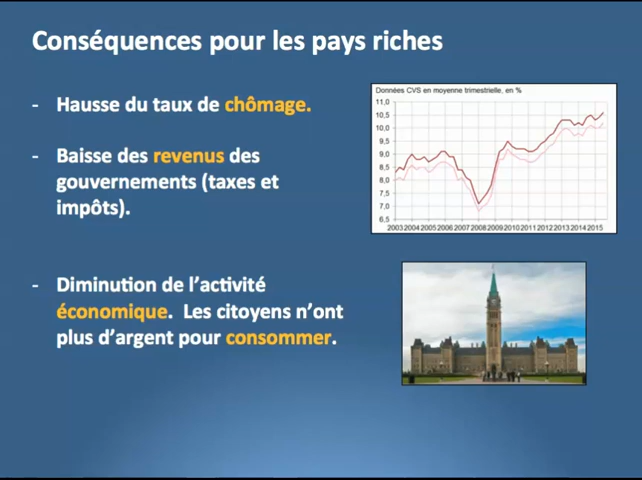 Conséquences pour les pays riches
- Hausse du taux de chômage.
- Baisse des revenus des
gouvernements (taxes et
impôts).
- Diminution de l'activité
économique. Les citoyens n'ont
plus d'argent pour consommer.
Données CVS en moyenne trimestrielle, en %
11,0
10,5
10,0
9,5
9,0
8,5
8,0
7,5
7,0
6,5
2003 2004 2005 2006 2007 2008 2009 2010 2011 2012 2013 2014 2015